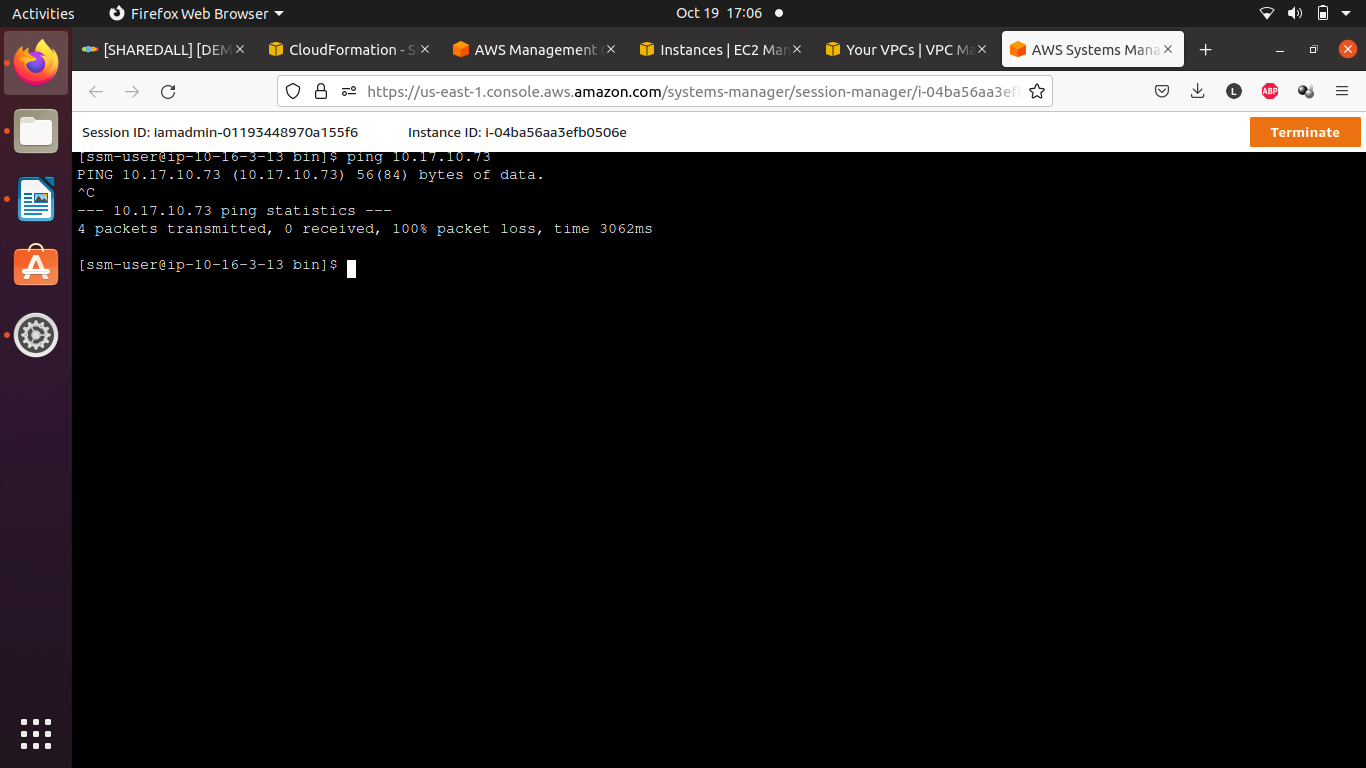 Activities
Firefox Web Browser
Oct 19 17:06
[SHAREDALL] [DEM
CloudFormation - S
AWS Management
Instances | EC2 Man
Your VPCs | VPC Ma
AWS Systems Mana
https://us-east-1.console.aws.amazon.com/systems-manager/session-manager/i-04ba56aa3efb
L
ABP
Session ID: iamadmin-01193448970a155f6
Instance ID: i-04ba56aa3efb0506e
Terminate
[ssm-user@ip-10-16-3-13 bin]$ ping 10.17.10.73
PING 10.17.10.73 (10.17.10.73) 56(84) bytes of data.
^C
--- 10.17.10.73 ping statistics ---
4 packets transmitted, 0 received, 100% packet loss, time 3062ms
[ssm-user@ip-10-16-3-13 bin]$